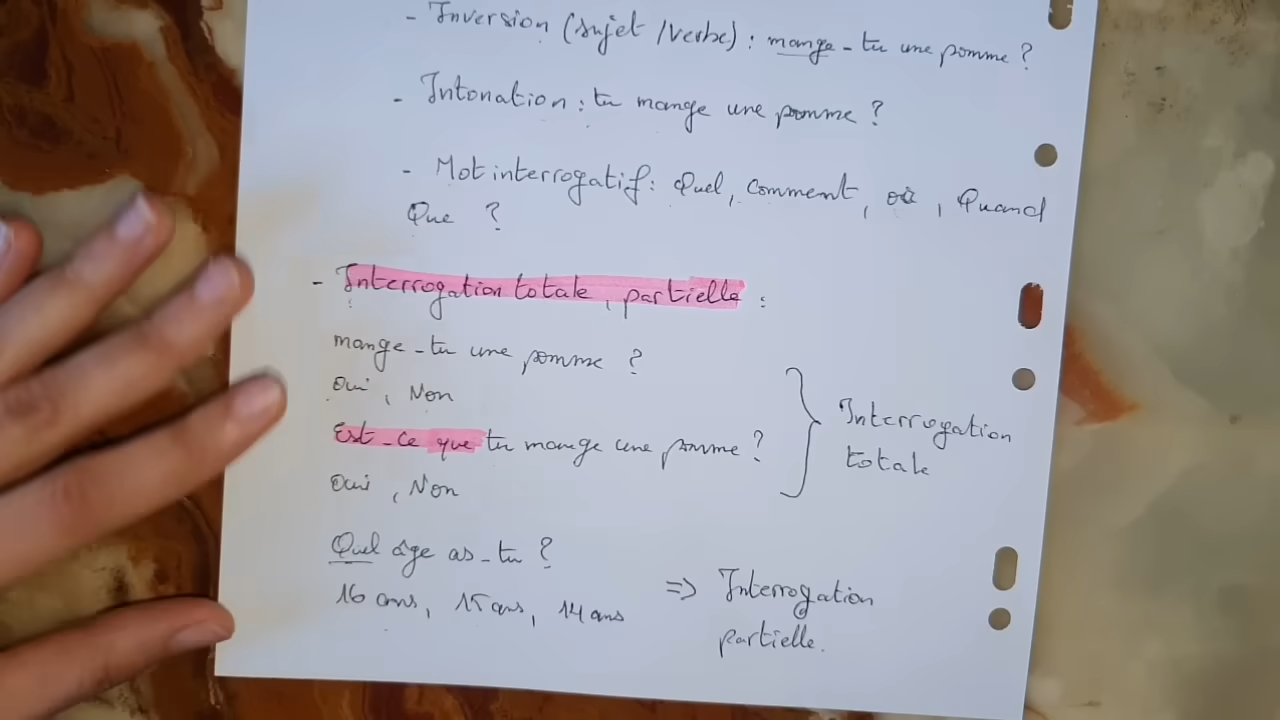 - Inversion (sujet / verbe) : mange - tu une pomme ?
- Intonation : tu mange une pomme ?
- Mot interrogatif : Quel, comment, où, Quand
Que ?
- Interrogation totale, partielle :
mange - tu une pomme ?
Oui, Non
Est - ce que tu mange une pomme ?
Oui, Non
Interrogation
totale
Quel âge as - tu ?
16 ans, 15 ans, 14 ans
=> Interrogation
partielle.